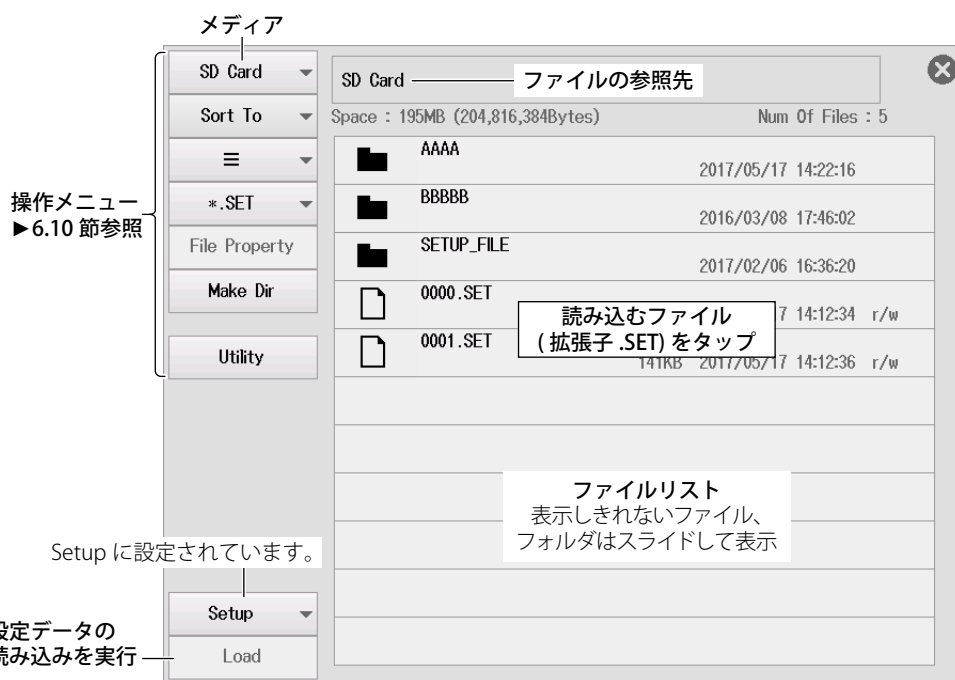 メディア
SD Card
SD Card
ファイルの参照先
Sort To
Space : 195MB (204,816,384Bytes)
Num Of Files : 5
AAAA
2017/05/17 14:22:16
操作メニュー
▶6.10 節参照
*.SET
BBBBB
2016/03/08 17:46:02
File Property
SETUP_FILE
2017/02/06 16:36:20
Make Dir
0000.SET
読み込むファイル
( 拡張子 .SET) をタップ
7 14:12:34 r/w
Utility
0001.SET
141KB 2017/05/17 14:12:36 r/w
ファイルリスト
表示しきれないファイル、
フォルダはスライドして表示
Setup に設定されています。
Setup
設定データの
読み込みを実行
Load